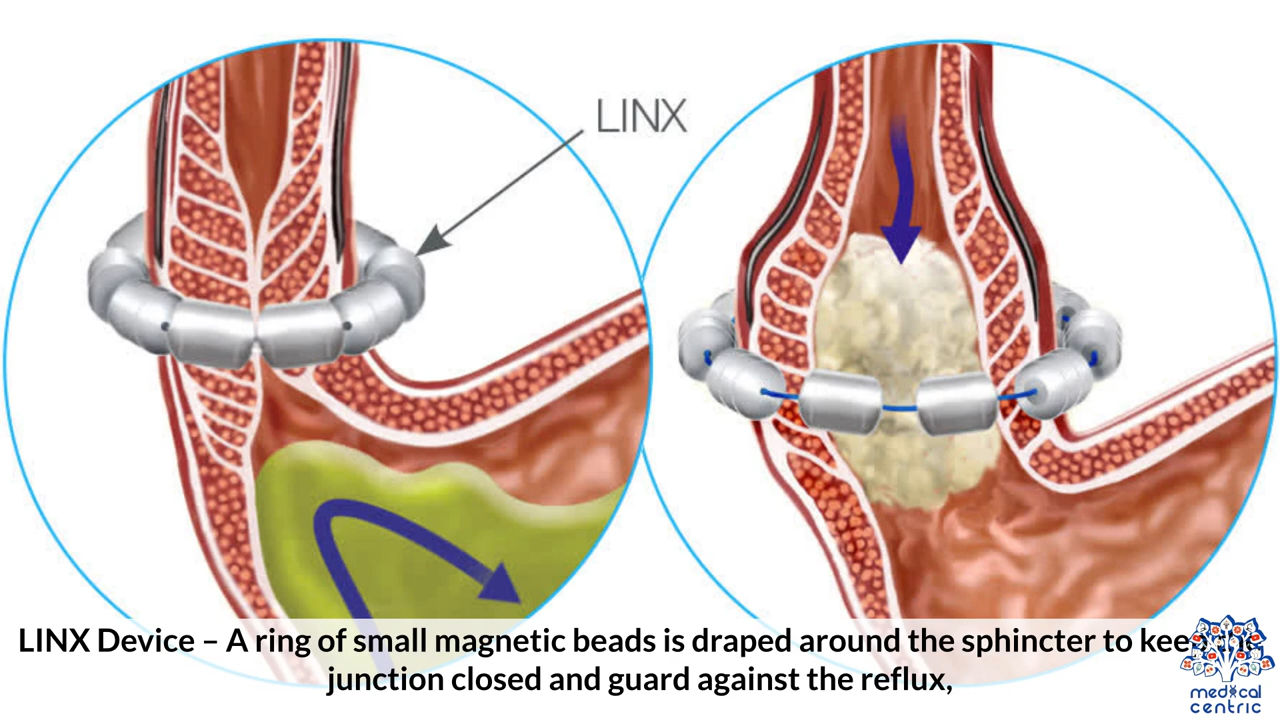 LINX
LINX Device – A ring of small magnetic beads is draped around the sphincter to
junction closed and guard against the reflux,
medical
centric